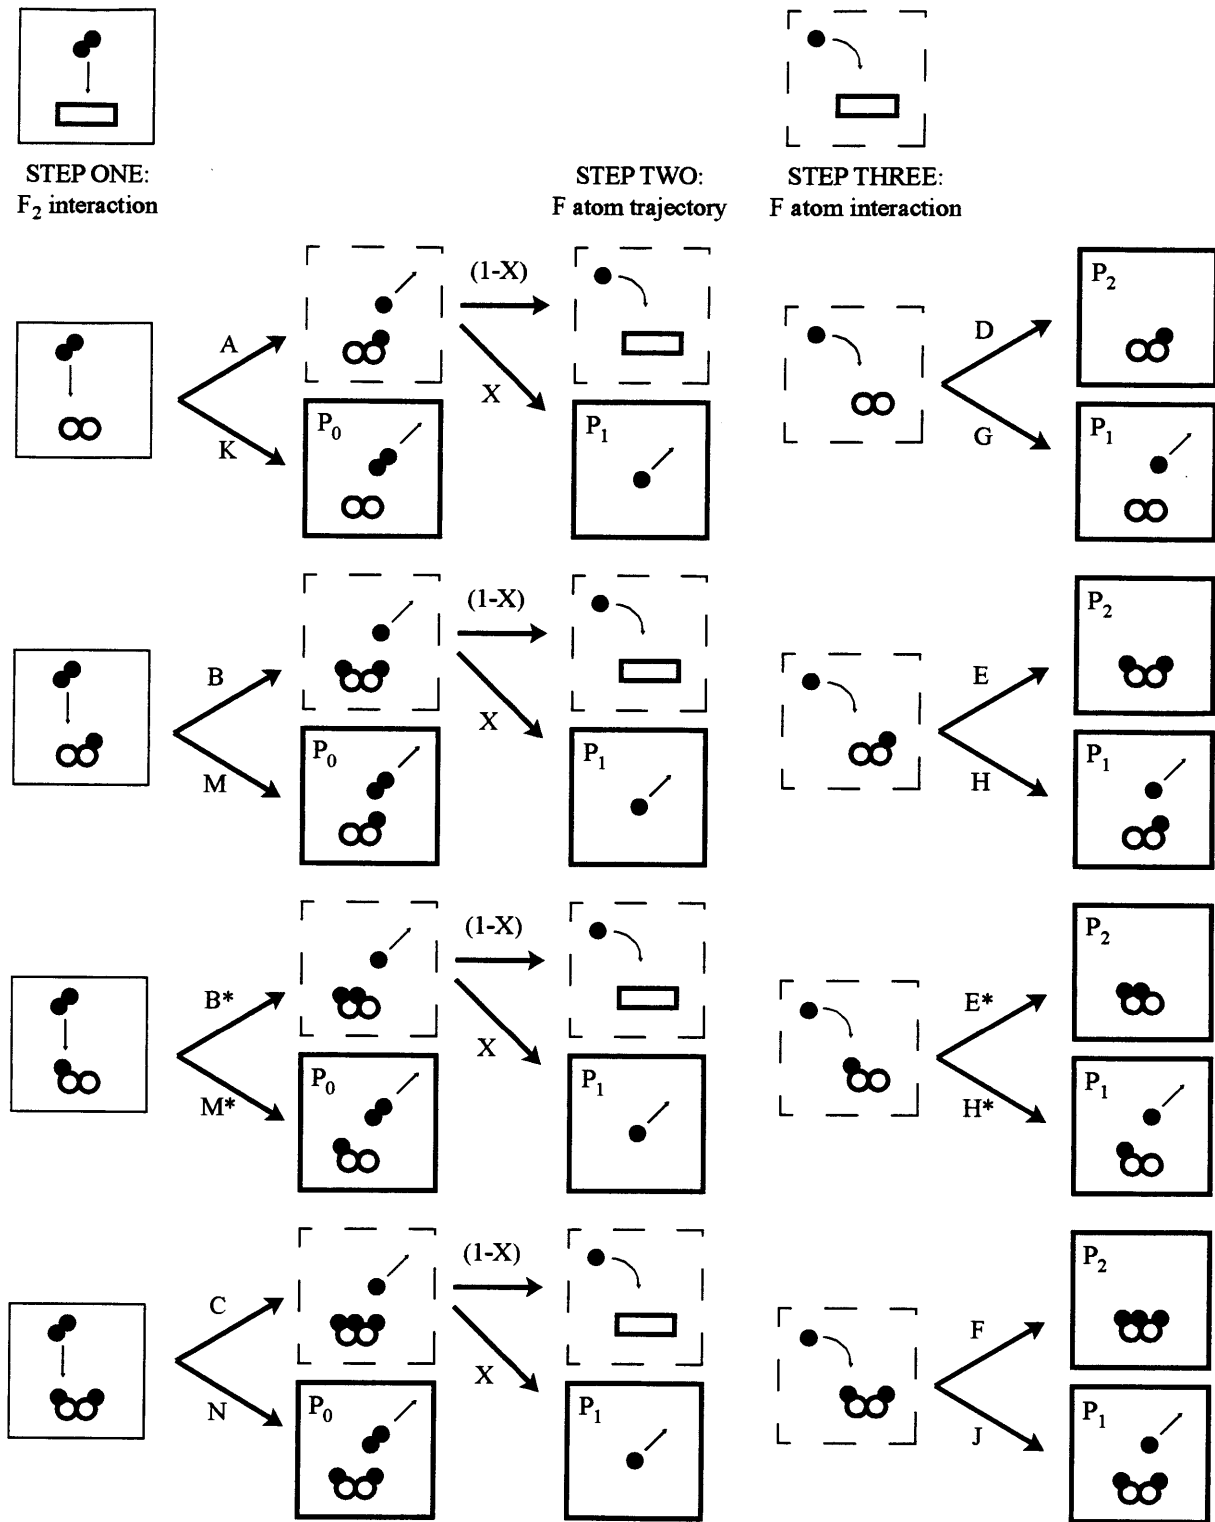 STEP ONE:
F₂ interaction
STEP TWO:
F atom trajectory
STEP THREE:
F atom interaction
A
K
P₀
(1-X)
X
P₁
D
G
P₂
P₁
B
M
P₀
(1-X)
X
P₁
E
H
P₂
P₁
B*
M*
P₀
(1-X)
X
P₁
E*
H*
P₂
P₁
C
N
P₀
(1-X)
X
P₁
F
J
P₂
P₁